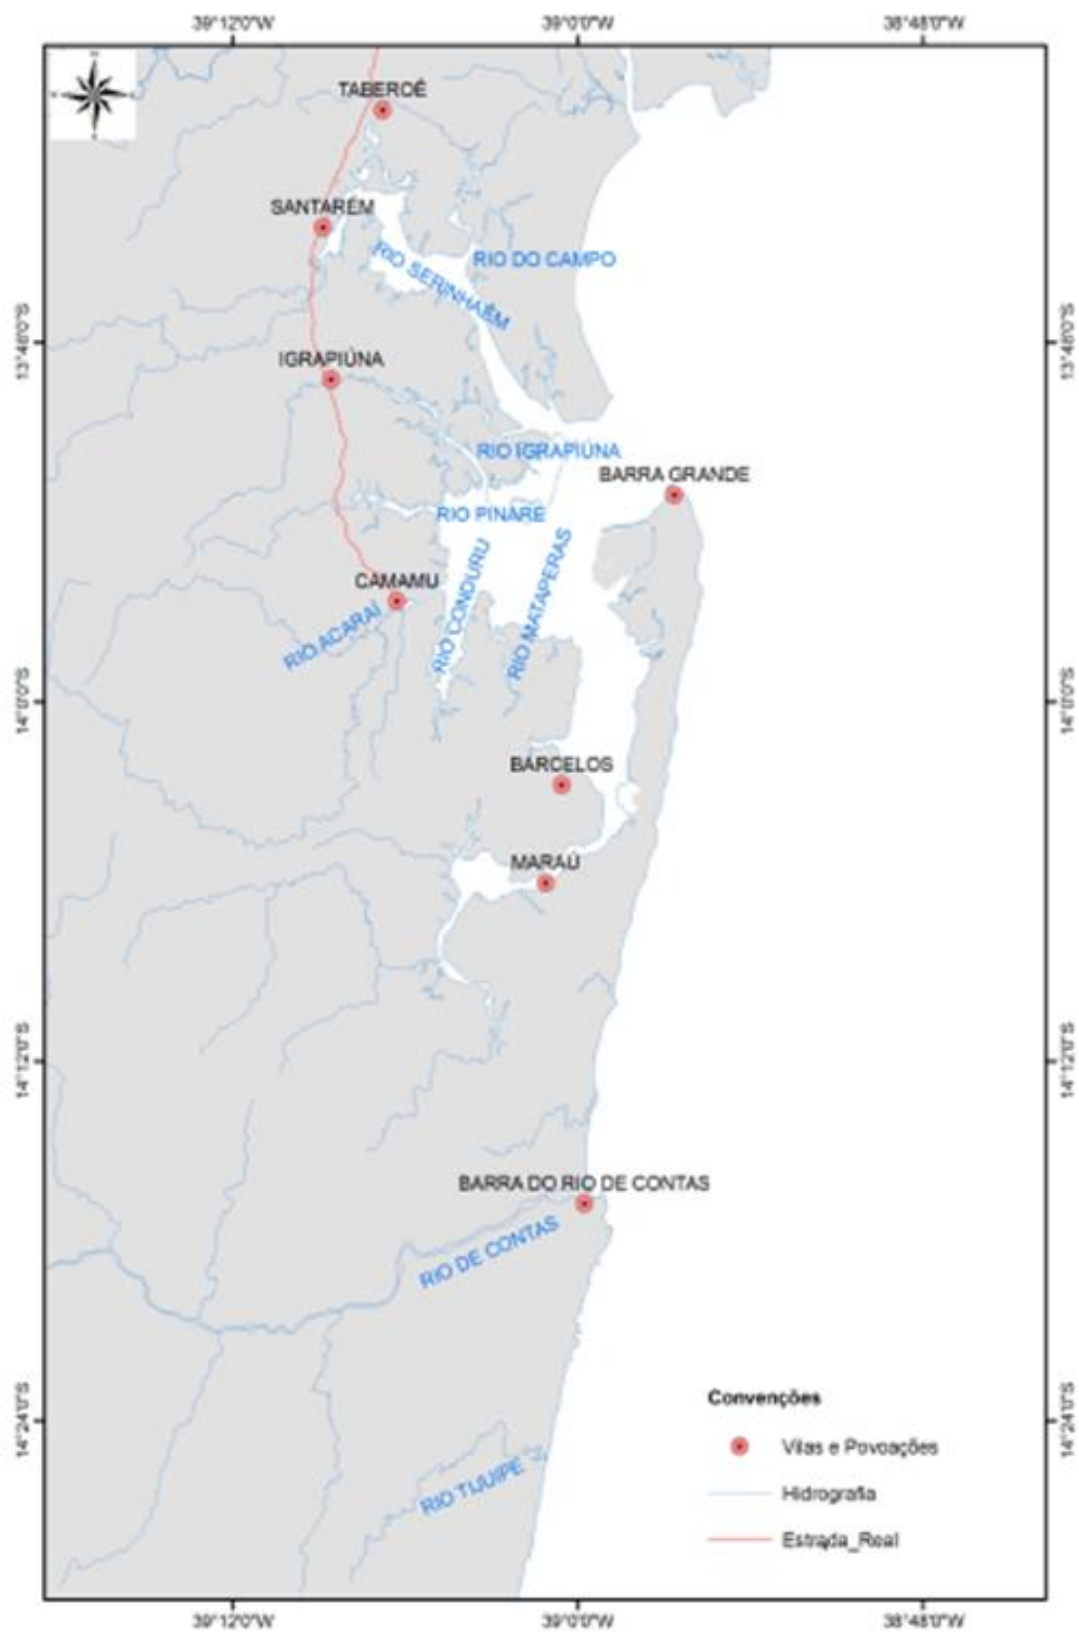 39°12'0"W 39°0'0"W 38°48'0"W
TABEROÉ
SANTARÉM
RIO DO CAMPO
RIO SERINHAÉM
13°48'0"S 13°48'0"S
IGRAPIÚNA
RIO IGRAPIÚNA
BARRA GRANDE
RIO PINARÉ
CAMAMU
RIO CONDURU
RIO MATAPERAS
RIO ACARAÍ
14°0'0"S 14°0'0"S
BARCELOS
MARAÚ
14°12'0"S 14°12'0"S
BARRA DO RIO DE CONTAS
RIO DE CONTAS
Convenções
14°24'0"S 14°24'0"S
Vilas e Povoações
RIO TIJUIPE
Hidrografia
Estrada_Real
39°12'0"W 39°0'0"W 38°48'0"W